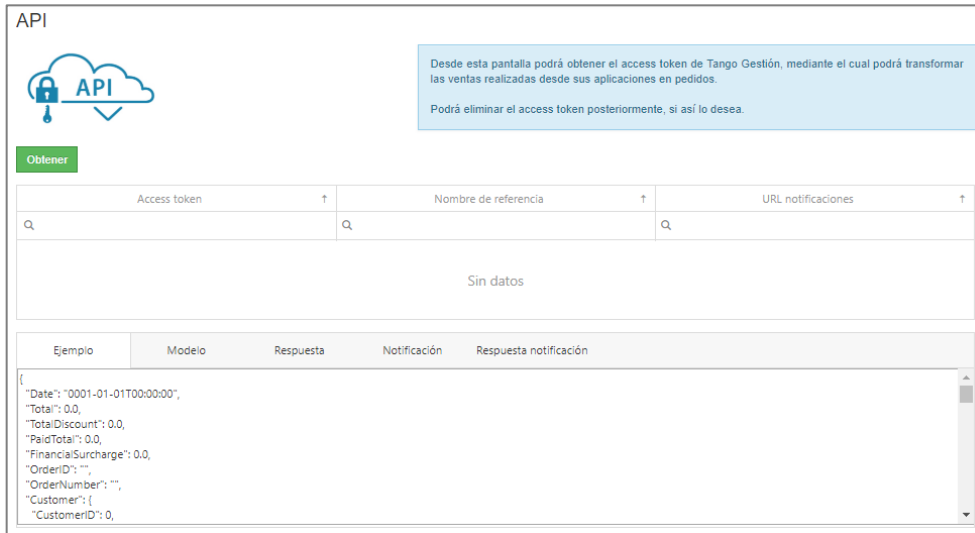 API
API
Desde esta pantalla podrá obtener el access token de Tango Gestión, mediante el cual podrá transformar
las ventas realizadas desde sus aplicaciones en pedidos.
Podrá eliminar el access token posteriormente, si así lo desea.
Obtener
Access token ↑ Nombre de referencia ↑ URL notificaciones ↑
Sin datos
Ejemplo Modelo Respuesta Notificación Respuesta notificación
{
"Date": "0001-01-01T00:00:00",
"Total": 0.0,
"TotalDiscount": 0.0,
"PaidTotal": 0.0,
"FinancialSurcharge": 0.0,
"OrderID": "",
"OrderNumber": "",
"Customer": {
"CustomerID": 0,